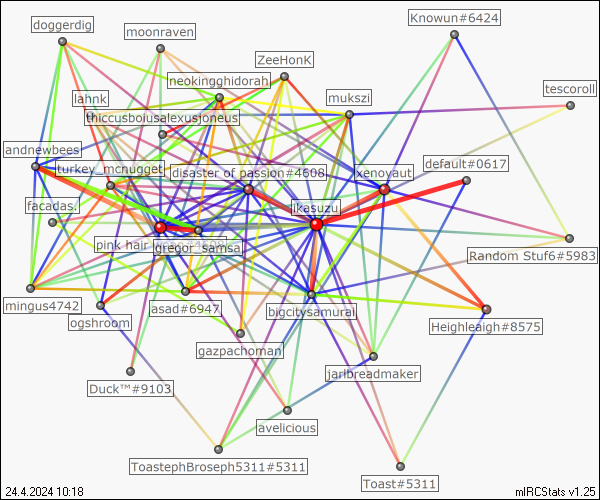 doggerdig
moonraven
Knowun#6424
ZeeHonK
neokingghidorah
tescoroll
lahnk
mukszi
thiccusboiusalexusjoneus
andnewbees
turkey_mcnugget
disaster of passion#4608
xenovaut
default#0617
facadas.
ikasuzu
pink hair
gregor_samsa
Random Stuf6#5983
mingus4742
ogshroom
asad#6947
bigcitysamurai
Heighleaigh#8575
gazpachoman
jarlbreadmaker
Duck™#9103
avelicious
ToastephBroseph5311#5311
Toast#5311
24.4.2024 10:18
mIRCStats v1.25